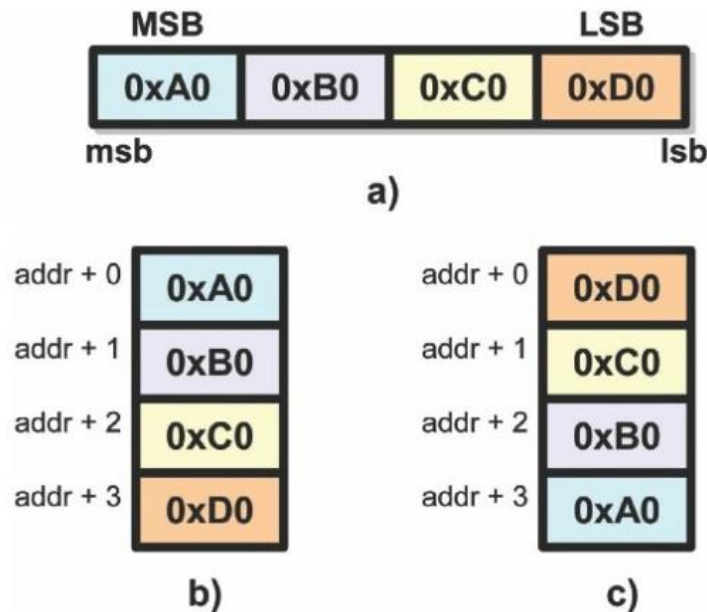 MSB LSB
0xA0 0xB0 0xC0 0xD0
msb lsb
a)
addr + 0 0xA0
addr + 1 0xB0
addr + 2 0xC0
addr + 3 0xD0
b)
addr + 0 0xD0
addr + 1 0xC0
addr + 2 0xB0
addr + 3 0xA0
c)